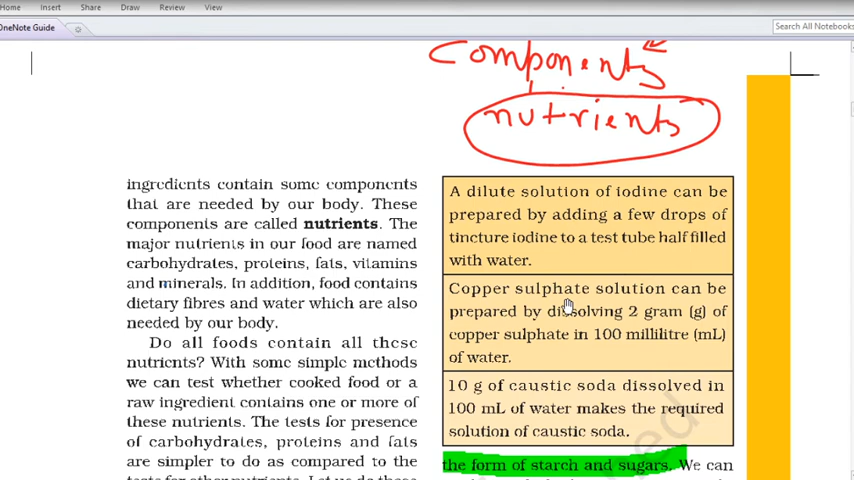 Home Insert Share Draw Review View
OneNote Guide
Search All Notebooks
Components
nutrients
ingredients contain some components
that are needed by our body. These
components are called nutrients. The
major nutrients in our food are named
carbohydrates, proteins, fats, vitamins
and minerals. In addition, food contains
dietary fibres and water which are also
needed by our body.
Do all foods contain all these
nutrients? With some simple methods
we can test whether cooked food or a
raw ingredient contains one or more of
these nutrients. The tests for presence
of carbohydrates, proteins and fats
are simpler to do as compared to the
tests for other nutrients. Let us do these
A dilute solution of iodine can be
prepared by adding a few drops of
tincture iodine to a test tube half filled
with water.
Copper sulphate solution can be
prepared by dissolving 2 gram (g) of
copper sulphate in 100 millilitre (mL)
of water.
10 g of caustic soda dissolved in
100 mL of water makes the required
solution of caustic soda.
the form of starch and sugars. We can